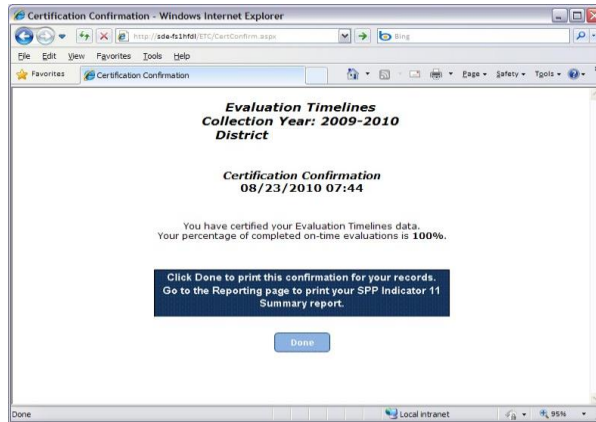 Certification Confirmation - Windows Internet Explorer
http://sde-fs1hfdl/ETC/CertConfirm.aspx
Bing
File Edit View Favorites Tools Help
Favorites
Certification Confirmation
Page Safety Tools
Evaluation Timelines
Collection Year: 2009-2010
District
Certification Confirmation
08/23/2010 07:44
You have certified your Evaluation Timelines data.
Your percentage of completed on-time evaluations is 100%.
Click Done to print this confirmation for your records.
Go to the Reporting page to print your SPP Indicator 11
Summary report.
Done
Done
Local intranet
95%